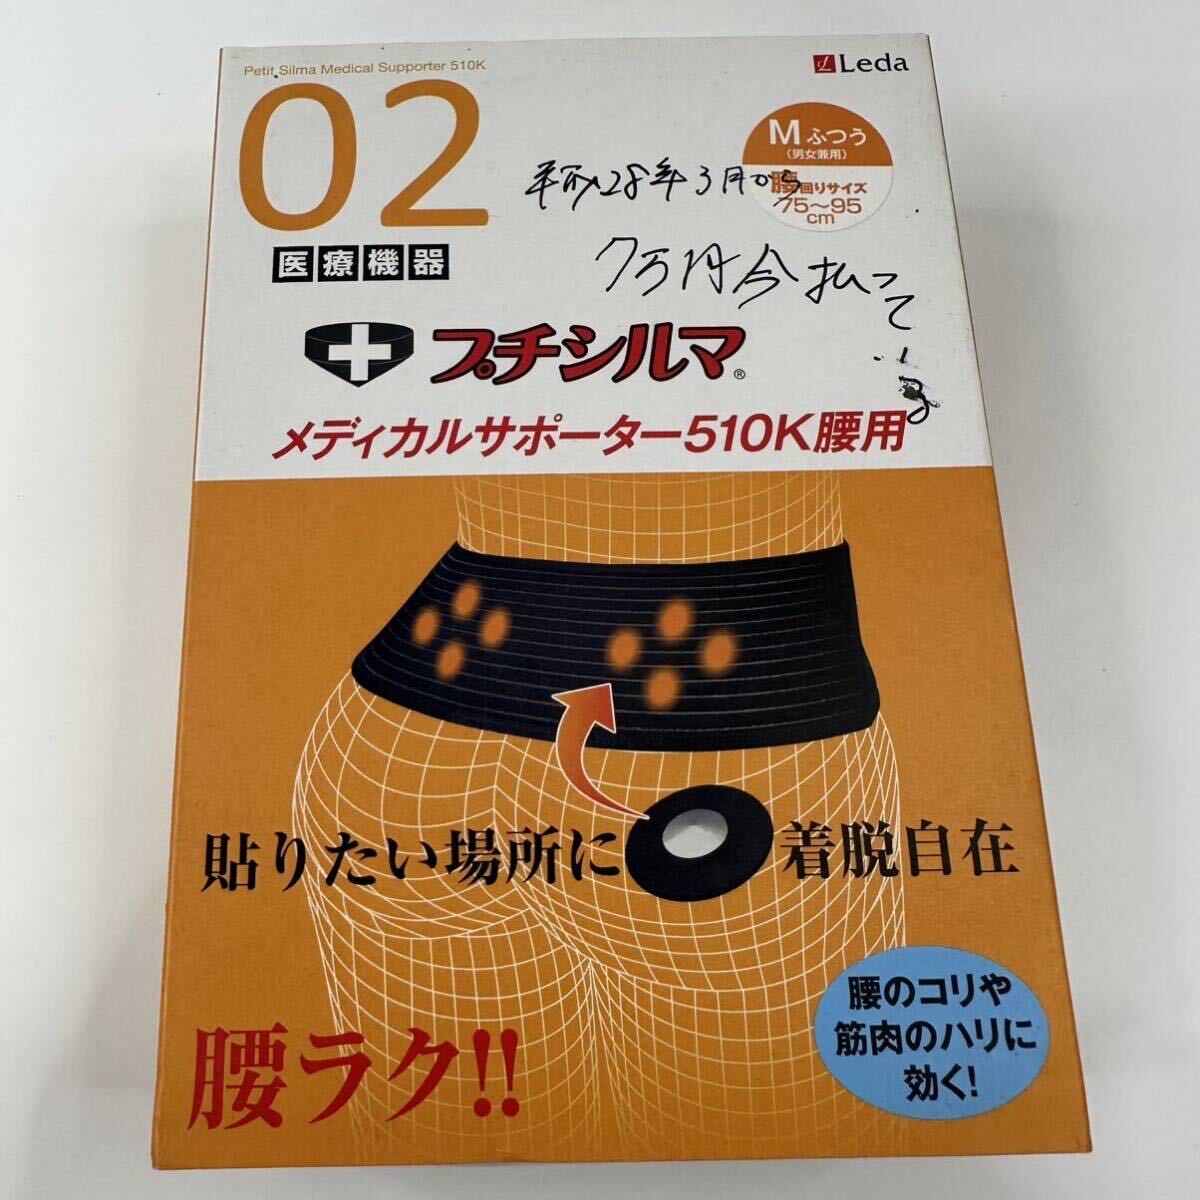 Petit Silma Medical Supporter 510K
Leda
02
Mふつう
(男女兼用)
腰回りサイズ
75～95
cm
平成28年3月から
7万円今払って
いる
医療機器
プチシルマ®
メディカルサポーター510K腰用
貼りたい場所に 着脱自在
腰のコリや
筋肉のハリに
効く!
腰ラク!!